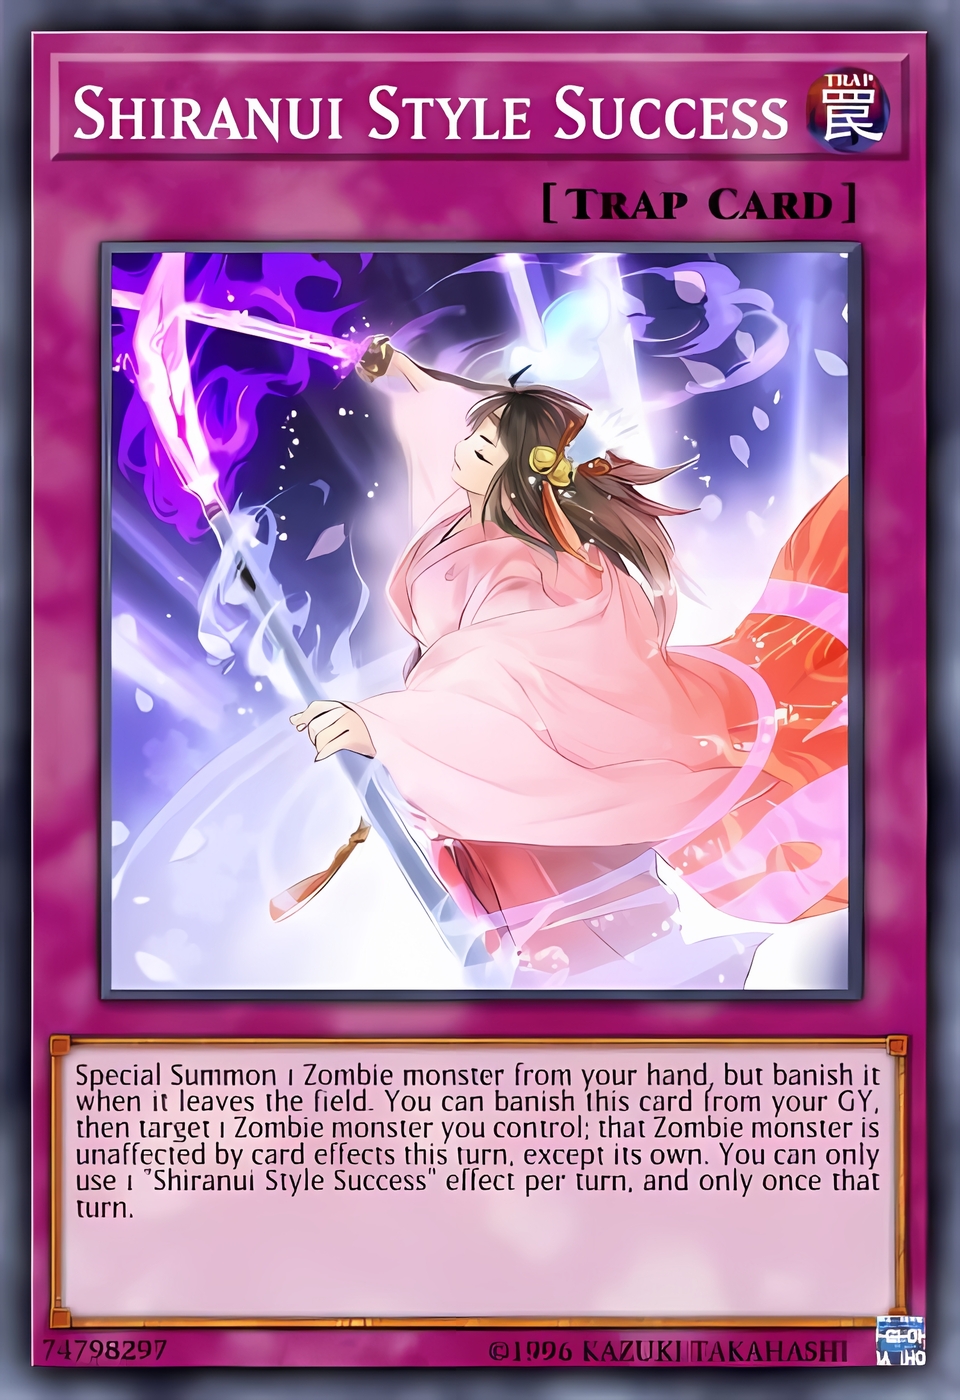 SHIRANUI STYLE SUCCESS
TRAP
罠
[TRAP CARD]
Special Summon 1 Zombie monster from your hand, but banish it
when it leaves the field. You can banish this card from your GY,
then target 1 Zombie monster you control; that Zombie monster is
unaffected by card effects this turn, except its own. You can only
use 1 "Shiranui Style Success" effect per turn, and only once that
turn.
74798297
©1996 KAZUKI TAKAHASHI